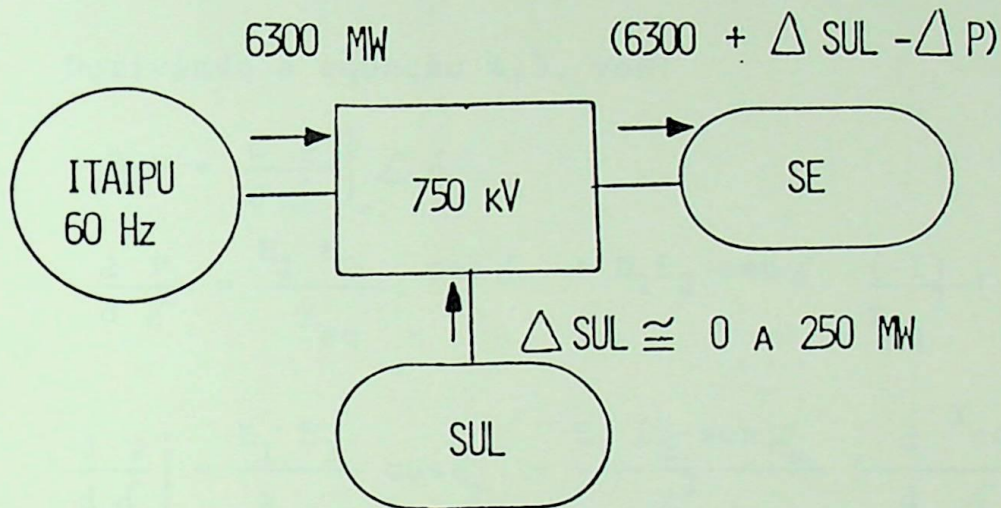 6300 MW
(6300 + Δ SUL - Δ P)
ITAIPU
60 Hz
750 KV
SE
Δ SUL ≅ 0 A 250 MW
SUL